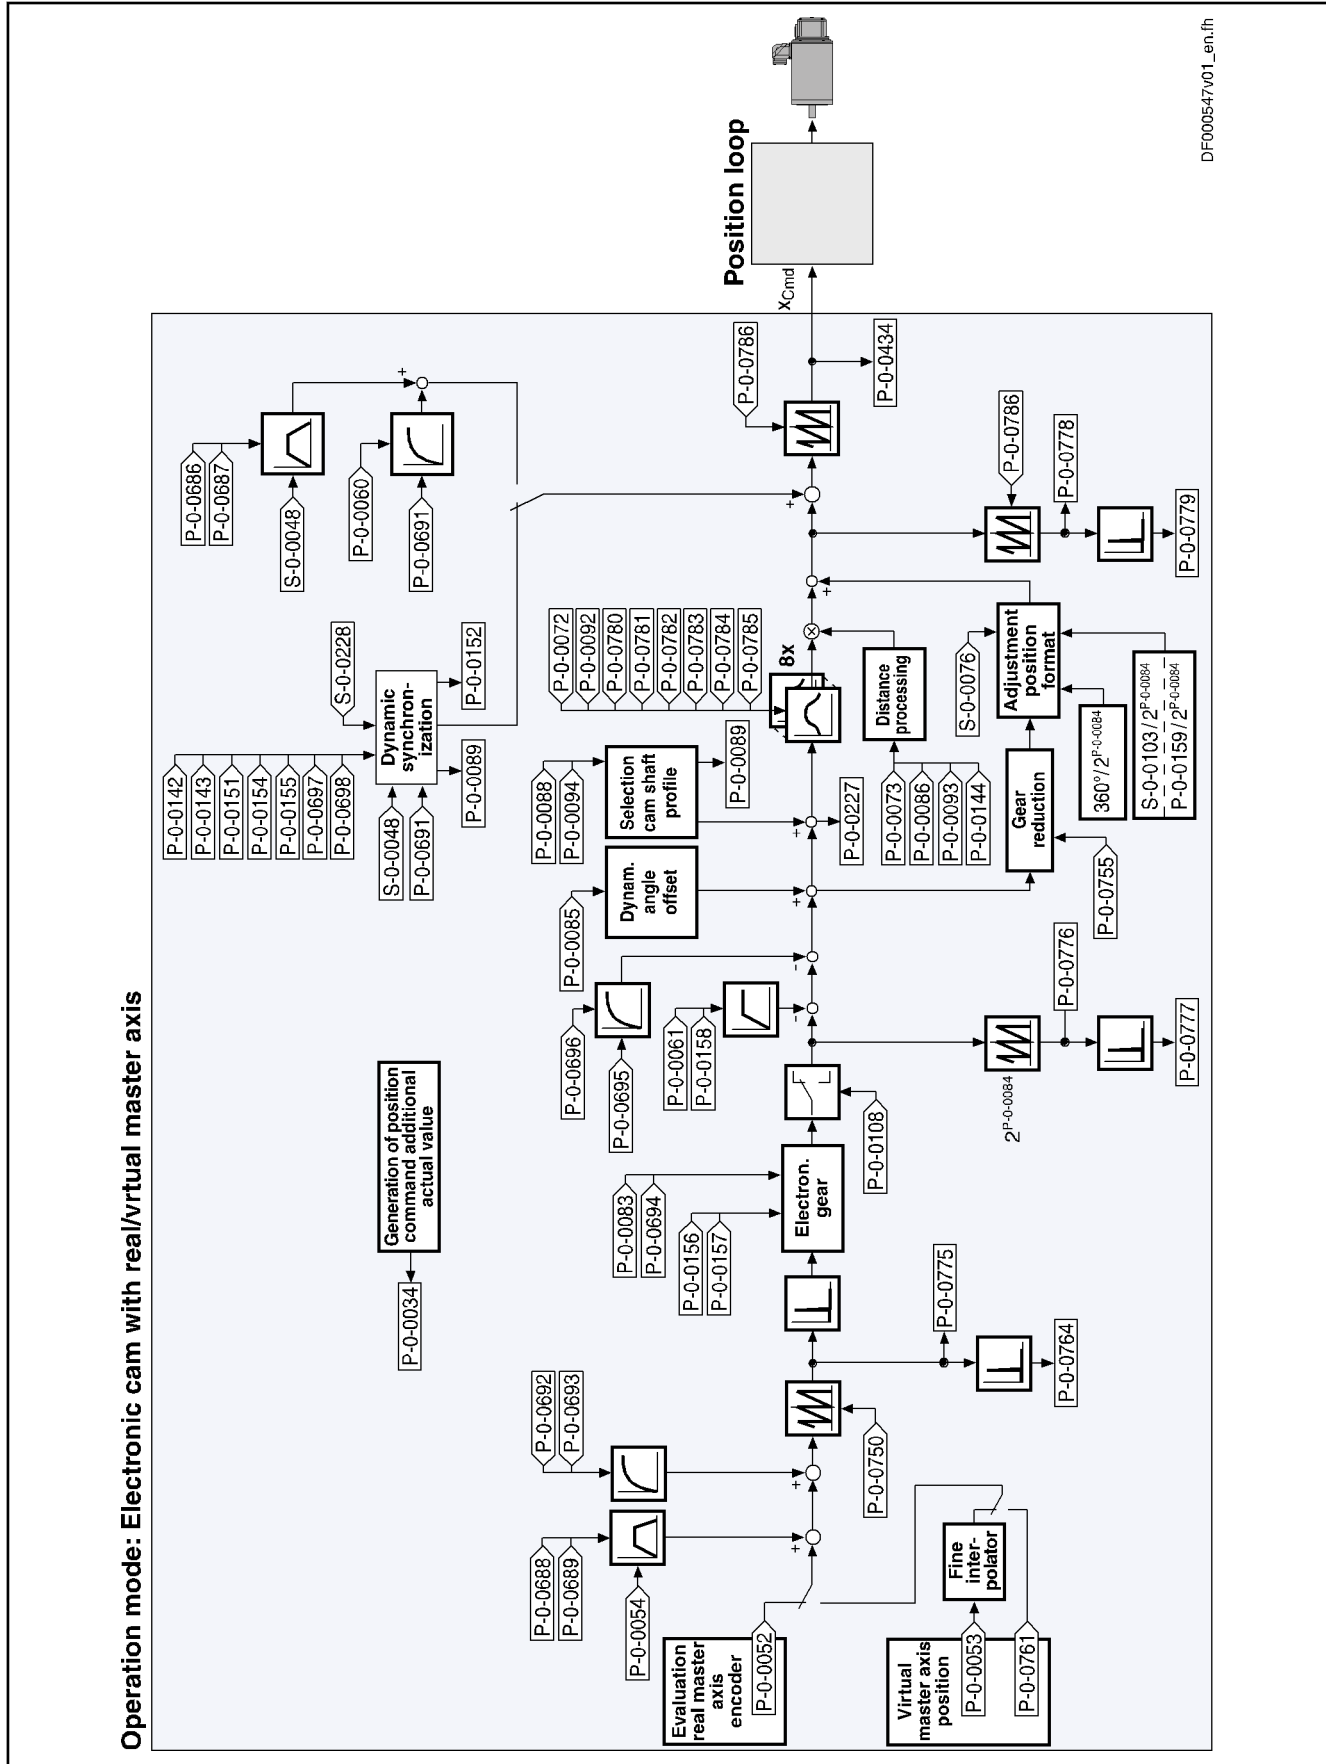 Operation mode: Electronic cam with real/vrtual master axis
Generation of position
command additional
actual value
P-0-0034
P-0-0142
P-0-0143
P-0-0151
P-0-0154
P-0-0155
P-0-0697
P-0-0698
S-0-0228
S-0-0048
P-0-0691
Dynamic
synchron-
ization
P-0-0089
P-0-0152
P-0-0686
P-0-0687
S-0-0048
P-0-0060
P-0-0691
+
P-0-0688
P-0-0689
P-0-0054
P-0-0692
P-0-0693
Evaluation
real master
axis
encoder
P-0-0052
Virtual
master axis
position
P-0-0053
P-0-0761
Fine
inter-
polator
+
+
P-0-0750
P-0-0775
P-0-0764
P-0-0083
P-0-0694
P-0-0156
P-0-0157
Electron.
gear
P-0-0108
P-0-0696
P-0-0695
P-0-0061
P-0-0158
-
-
2P-0-0084
P-0-0776
P-0-0777
P-0-0085
Dynam.
angle
offset
+
P-0-0088
P-0-0094
Selection
cam shaft
profile
P-0-0089
+
P-0-0227
P-0-0072
P-0-0092
P-0-0780
P-0-0781
P-0-0782
P-0-0783
P-0-0784
P-0-0785
8x
P-0-0073
P-0-0086
P-0-0093
P-0-0144
Distance
processing
P-0-0755
Gear
reduction
S-0-0076
Adjustment
position
format
360°/2P-0-0084
S-0-0103/2P-0-0084
P-0-0159/2P-0-0084
+
+
P-0-0786
P-0-0778
P-0-0779
P-0-0786
P-0-0434
xCmd
Position loop
DF000547v01_en.fh